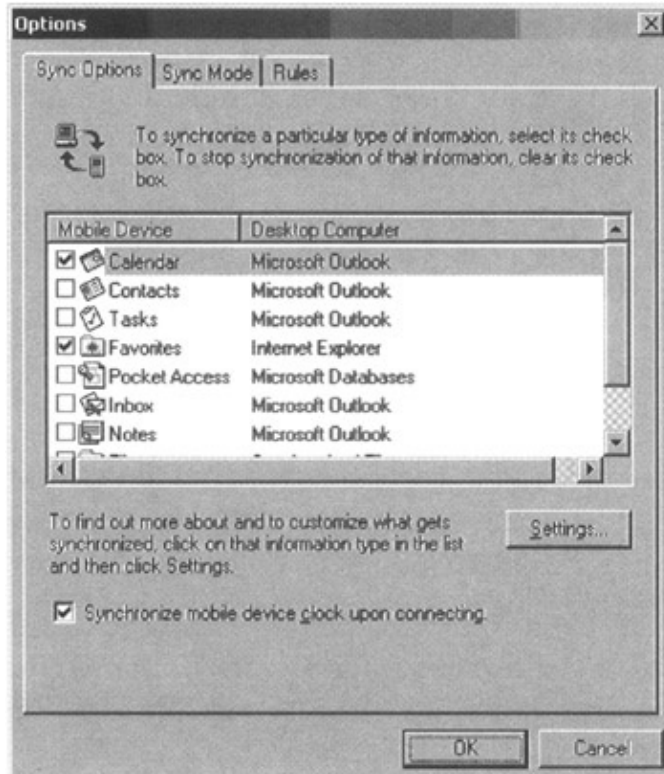 Options
Sync Options Sync Mode Rules
To synchronize a particular type of information, select its check
box. To stop synchronization of that information, clear its check
box.
Mobile Device Desktop Computer
Calendar Microsoft Outlook
Contacts Microsoft Outlook
Tasks Microsoft Outlook
Favorites Internet Explorer
Pocket Access Microsoft Databases
Inbox Microsoft Outlook
Notes Microsoft Outlook
To find out more about and to customize what gets
synchronized, click on that information type in the list
and then click Settings.
Settings...
Synchronize mobile device clock upon connecting.
OK Cancel